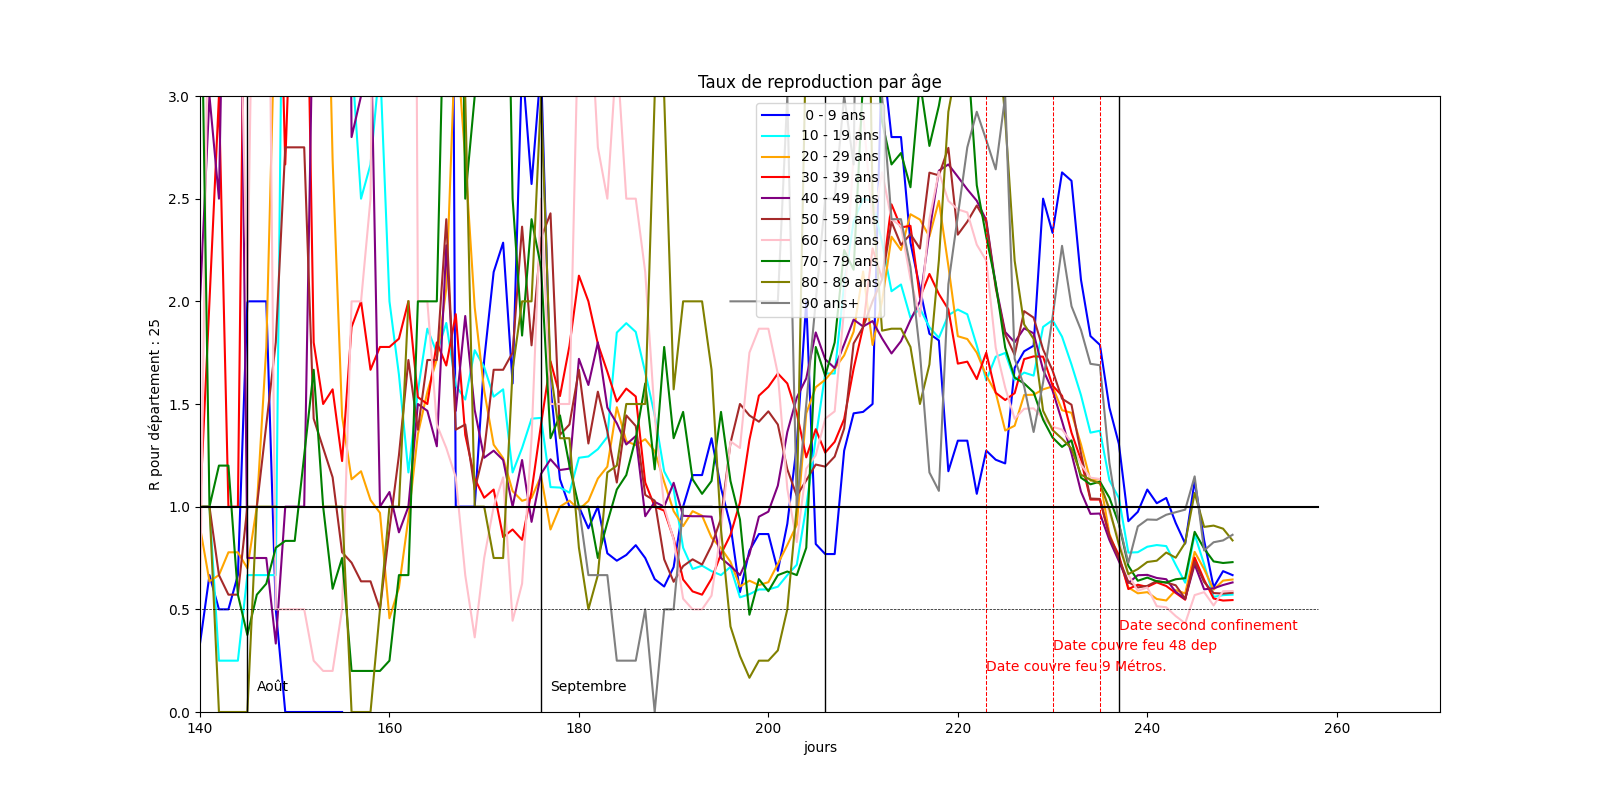 Taux de reproduction par âge
R pour département : 25
3.0
2.5
2.0
1.5
1.0
0.5
0.0
0 - 9 ans
10 - 19 ans
20 - 29 ans
30 - 39 ans
40 - 49 ans
50 - 59 ans
60 - 69 ans
70 - 79 ans
80 - 89 ans
90 ans+
Date second confinement
Date couvre feu 48 dep
Date couvre feu 9 Métros.
Août
Septembre
140 160 180 200 220 240 260
jours